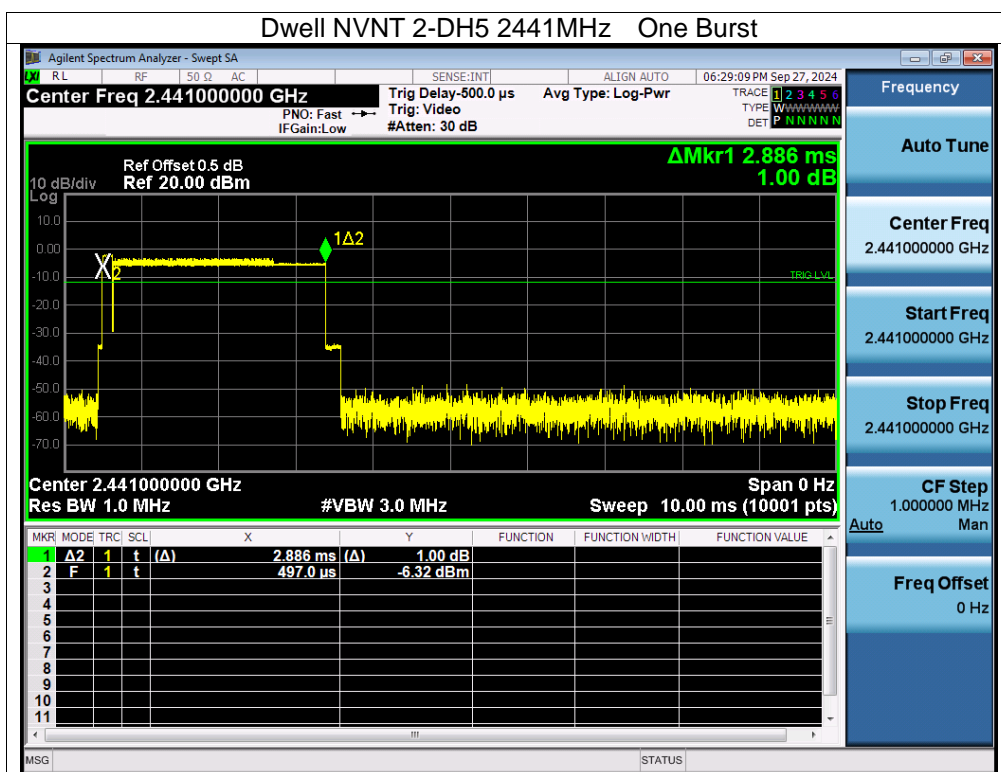 Dwell NVNT 2-DH5 2441MHz One Burst
Agilent Spectrum Analyzer - Swept SA
LXI RL RF 50 Ω AC SENSE:INT ALIGN AUTO 06:29:09 PM Sep 27, 2024
Center Freq 2.441000000 GHz Trig Delay-500.0 µs Avg Type: Log-Pwr TRACE 1 2 3 4 5 6
PNO: Fast Trig: Video TYPE WWWWWWW
IFGain:Low #Atten: 30 dB DET P N N N N N
ΔMkr1 2.886 ms
1.00 dB
Ref Offset 0.5 dB
10 dB/div Ref 20.00 dBm
Log
10.0
0.00
-10.0
-20.0
-30.0
-40.0
-50.0
-60.0
-70.0
1Δ2
X2
TRIG LVL
Center 2.441000000 GHz Span 0 Hz
Res BW 1.0 MHz #VBW 3.0 MHz Sweep 10.00 ms (10001 pts)
MKR MODE TRC SCL X Y FUNCTION FUNCTION WIDTH FUNCTION VALUE
1 Δ2 1 t (Δ) 2.886 ms (Δ) 1.00 dB
2 F 1 t 497.0 µs -6.32 dBm
3
4
5
6
7
8
9
10
11
MSG STATUS
Frequency
Auto Tune
Center Freq
2.441000000 GHz
Start Freq
2.441000000 GHz
Stop Freq
2.441000000 GHz
CF Step
1.000000 MHz
Auto Man
Freq Offset
0 Hz